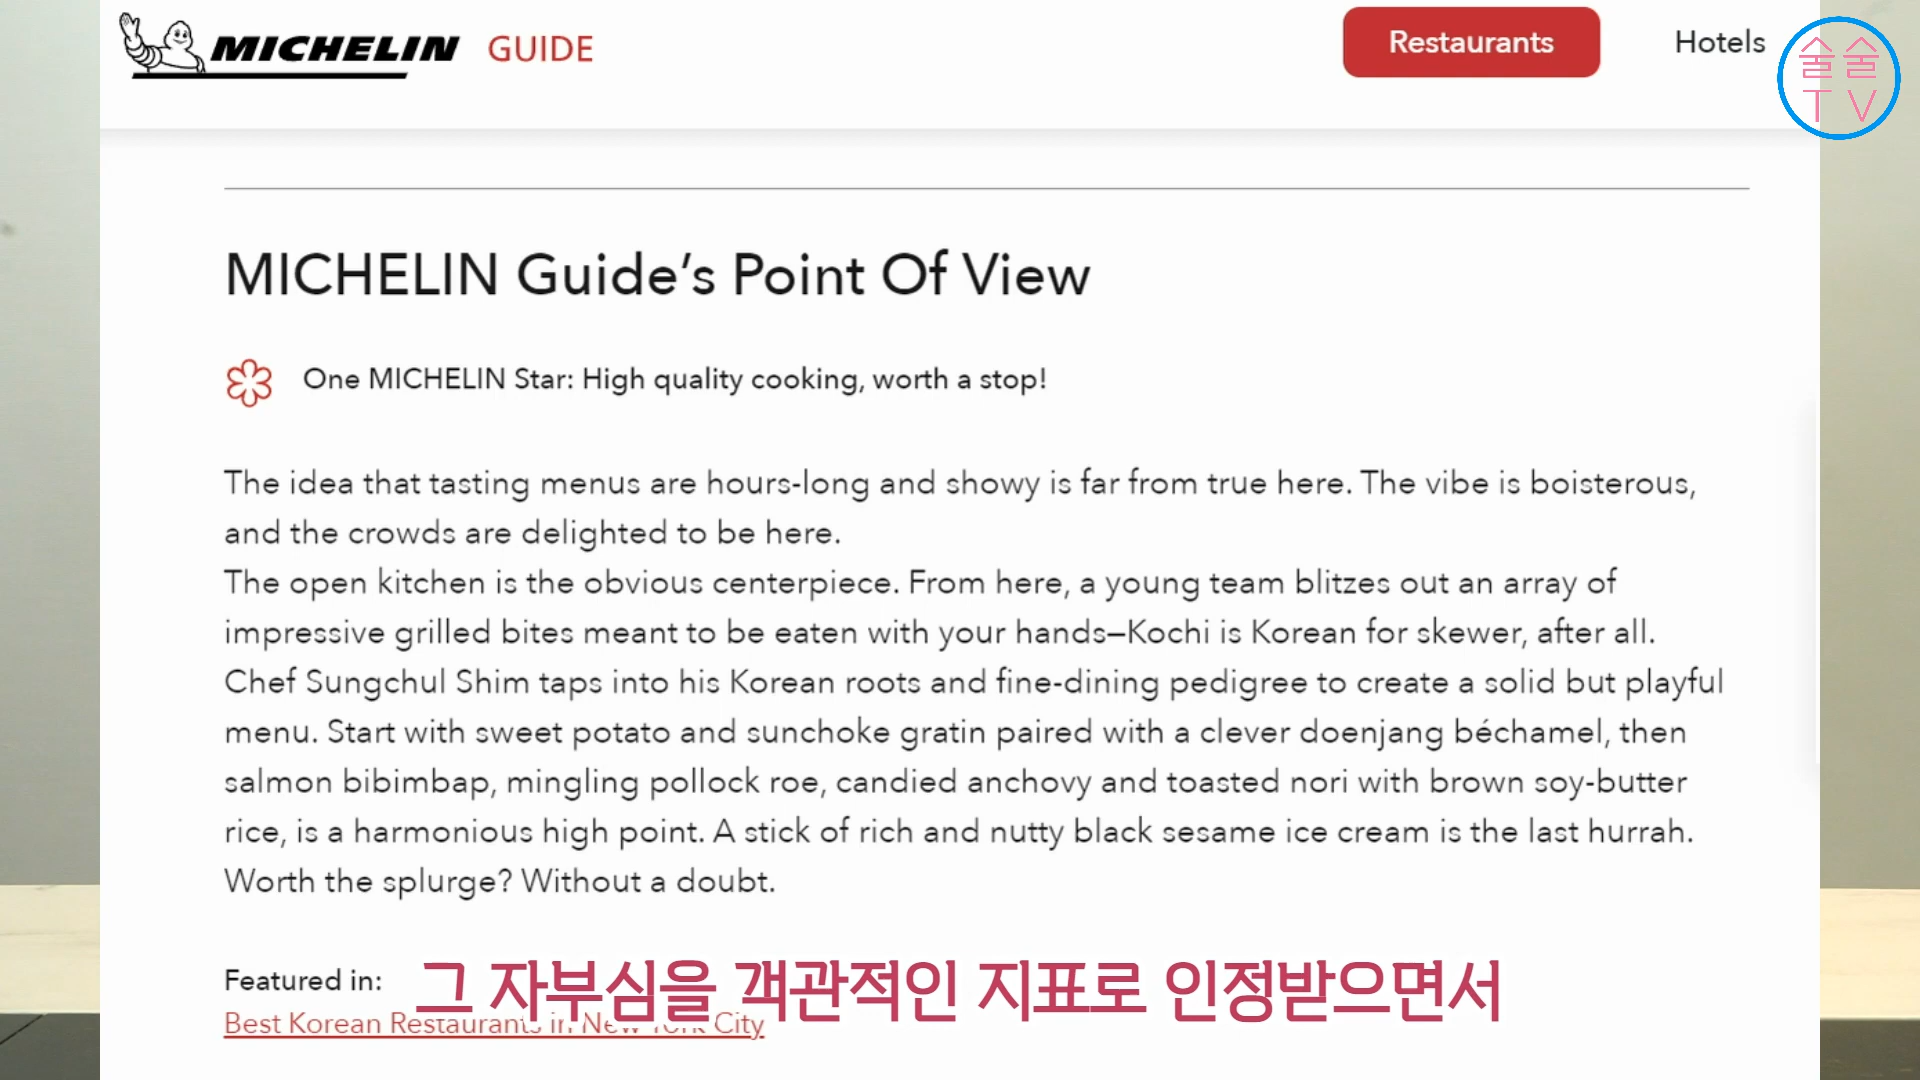 MICHELIN GUIDE
Restaurants
Hotels
술술
TV
MICHELIN Guide's Point Of View
One MICHELIN Star: High quality cooking, worth a stop!
The idea that tasting menus are hours-long and showy is far from true here. The vibe is boisterous,
and the crowds are delighted to be here.
The open kitchen is the obvious centerpiece. From here, a young team blitzes out an array of
impressive grilled bites meant to be eaten with your hands—Kochi is Korean for skewer, after all.
Chef Sungchul Shim taps into his Korean roots and fine-dining pedigree to create a solid but playful
menu. Start with sweet potato and sunchoke gratin paired with a clever doenjang béchamel, then
salmon bibimbap, mingling pollock roe, candied anchovy and toasted nori with brown soy-butter
rice, is a harmonious high point. A stick of rich and nutty black sesame ice cream is the last hurrah.
Worth the splurge? Without a doubt.
Featured in:
그 자부심을 객관적인 지표로 인정받으면서
Best Korean Restaurants in New York City